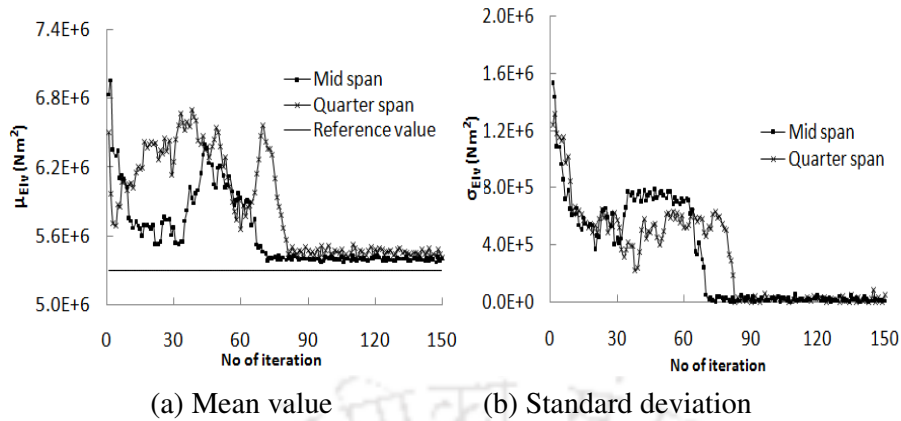 μEIv (Nm²)
7.4E+6
6.8E+6
6.2E+6
5.6E+6
5.0E+6
Mid span
Quarter span
Reference value
0 30 60 90 120 150
No of iteration
(a) Mean value
σEIv (Nm²)
2.0E+6
1.6E+6
1.2E+6
8.0E+5
4.0E+5
0.0E+0
Mid span
Quarter span
0 30 60 90 120 150
No of iteration
(b) Standard deviation